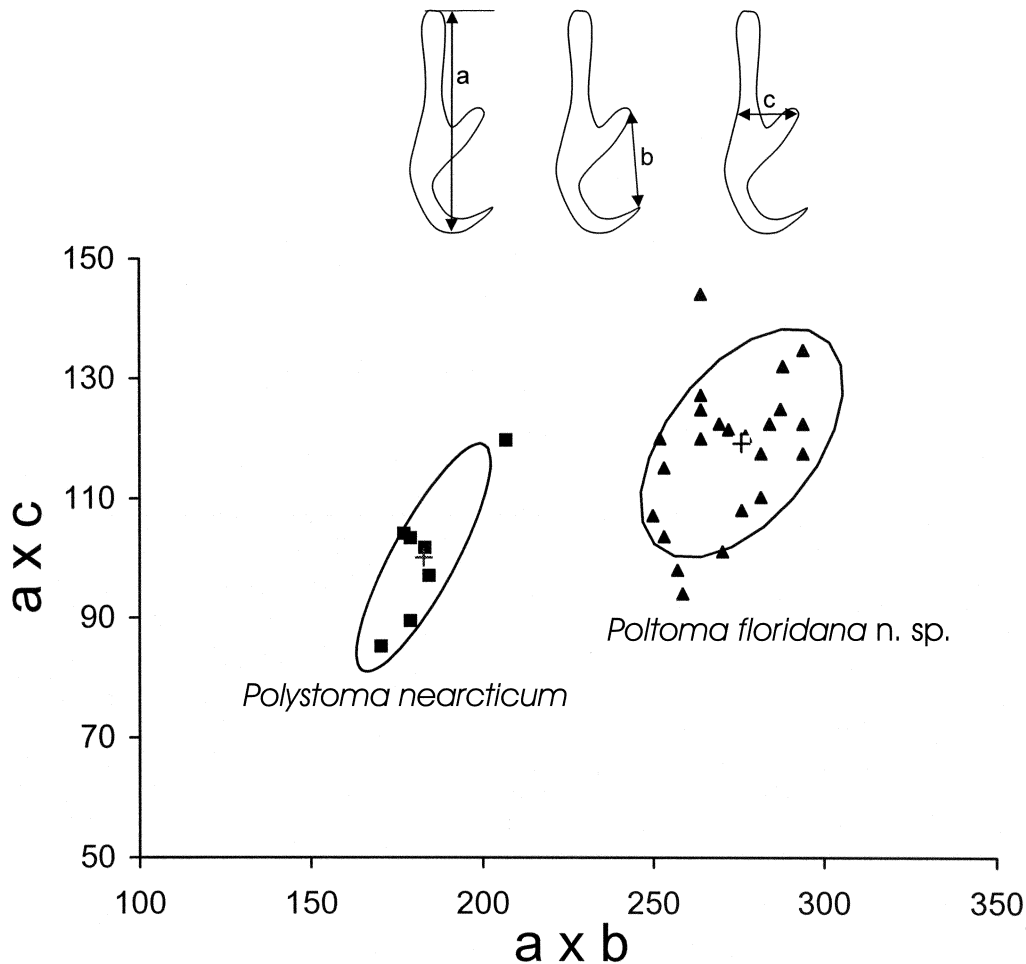 a
b
c
150
130
110
90
70
50
a x c
Poltoma floridana n. sp.
Polystoma nearcticum
100 150 200 250 300 350
a x b